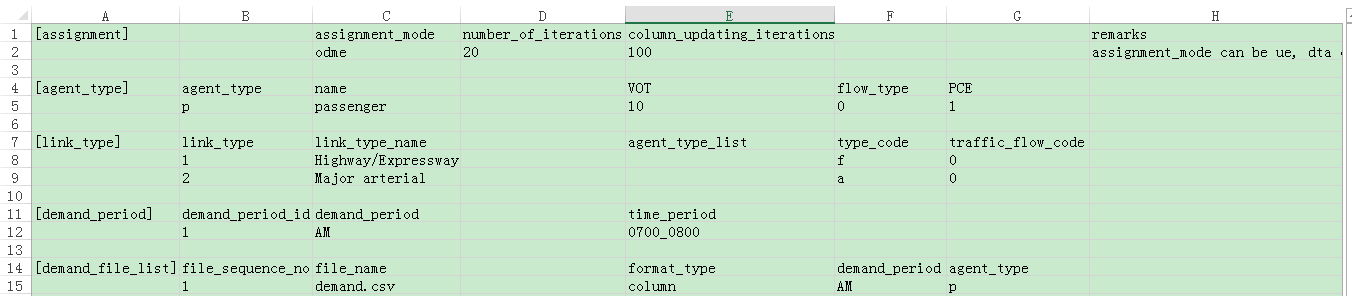 A B C D E F G H
1 [assignment] assignment_mode number_of_iterations column_updating_iterations remarks
2 odme 20 100 assignment_mode can be ue, dta
3
4 [agent_type] agent_type name VOT flow_type PCE
5 p passenger 10 0 1
6
7 [link_type] link_type link_type_name agent_type_list type_code traffic_flow_code
8 1 Highway/Expressway f 0
9 2 Major arterial a 0
10
11 [demand_period] demand_period_id demand_period time_period
12 1 AM 0700_0800
13
14 [demand_file_list] file_sequence_no file_name format_type demand_period agent_type
15 1 demand.csv column AM p